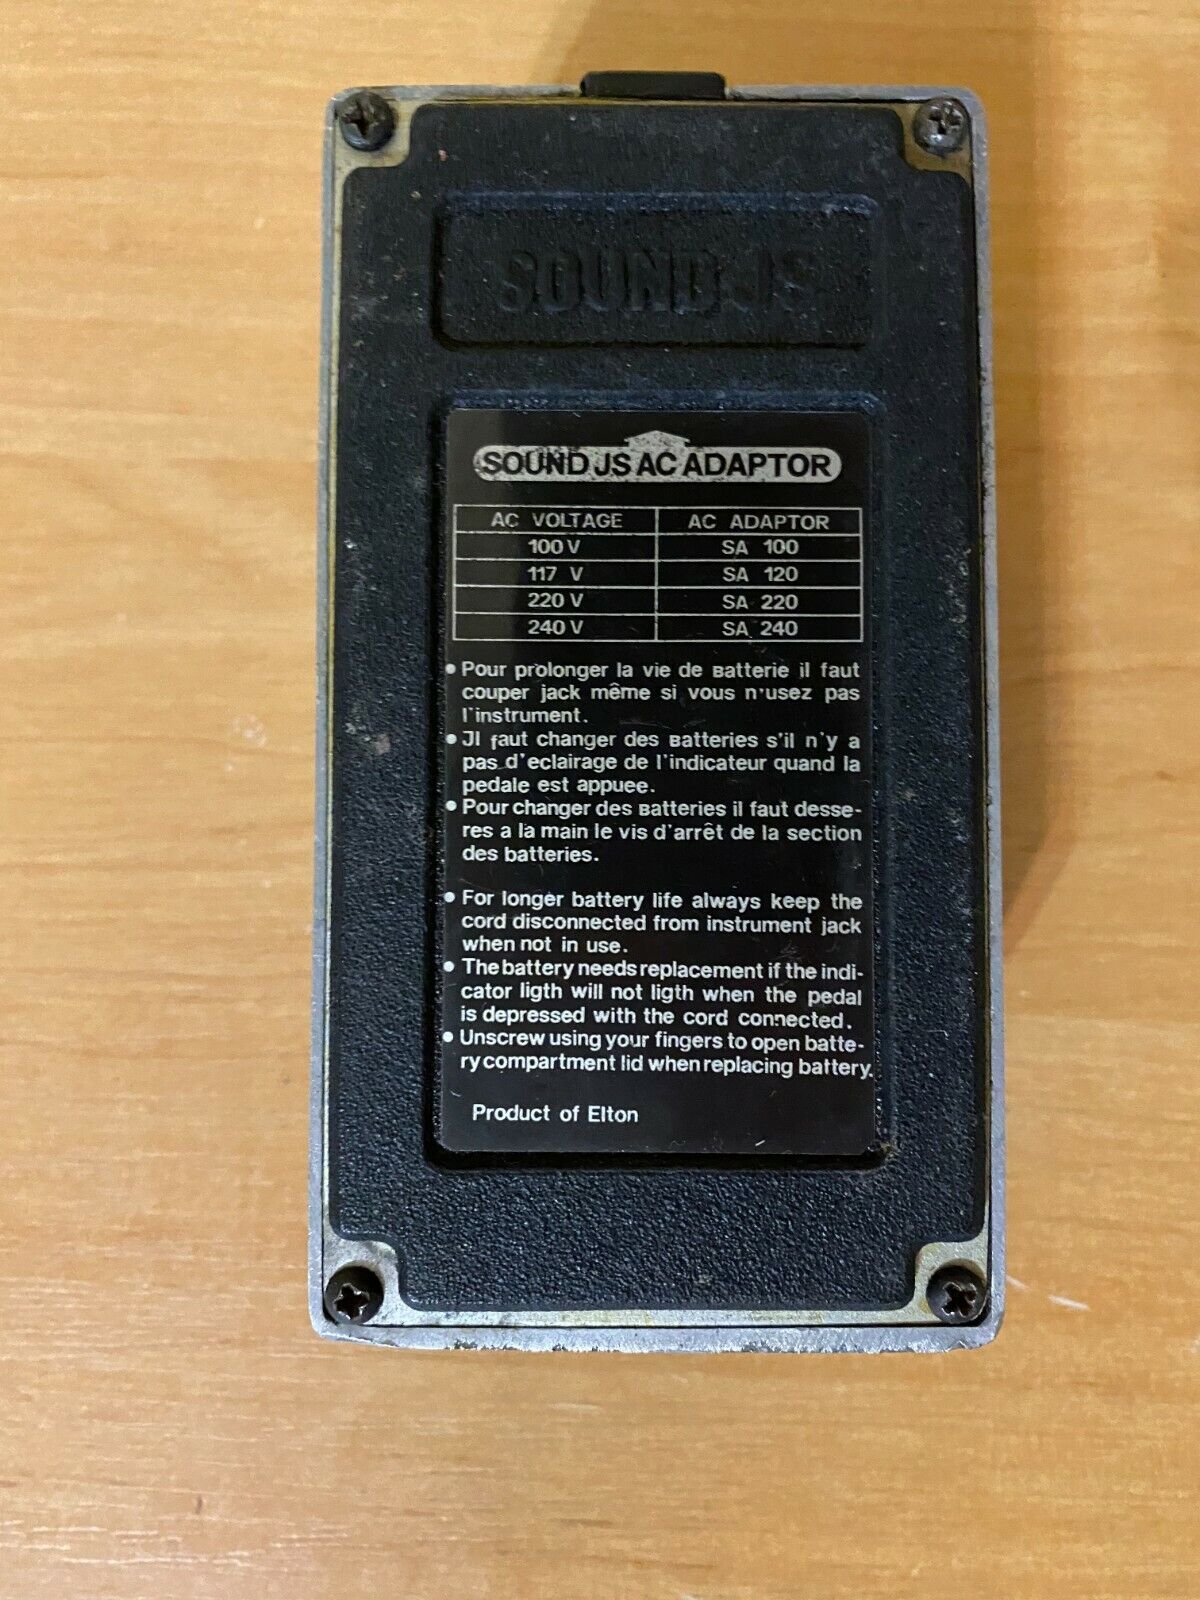 SOUND JS
SOUND JS AC ADAPTOR
AC VOLTAGE AC ADAPTOR
100 V SA 100
117 V SA 120
220 V SA 220
240 V SA 240
• Pour prolonger la vie de Batterie il faut
couper jack même si vous n'usez pas
l'instrument.
• JI faut changer des Batteries s'il n'y a
pas d'eclairage de l'indicateur quand la
pedale est appuee.
• Pour changer des Batteries il faut desse-
res a la main le vis d'arrêt de la section
des batteries.
• For longer battery life always keep the
cord disconnected from instrument jack
when not in use.
• The battery needs replacement if the indi-
cator ligth will not ligth when the pedal
is depressed with the cord connected.
• Unscrew using your fingers to open batte-
ry compartment lid when replacing battery.
Product of Elton